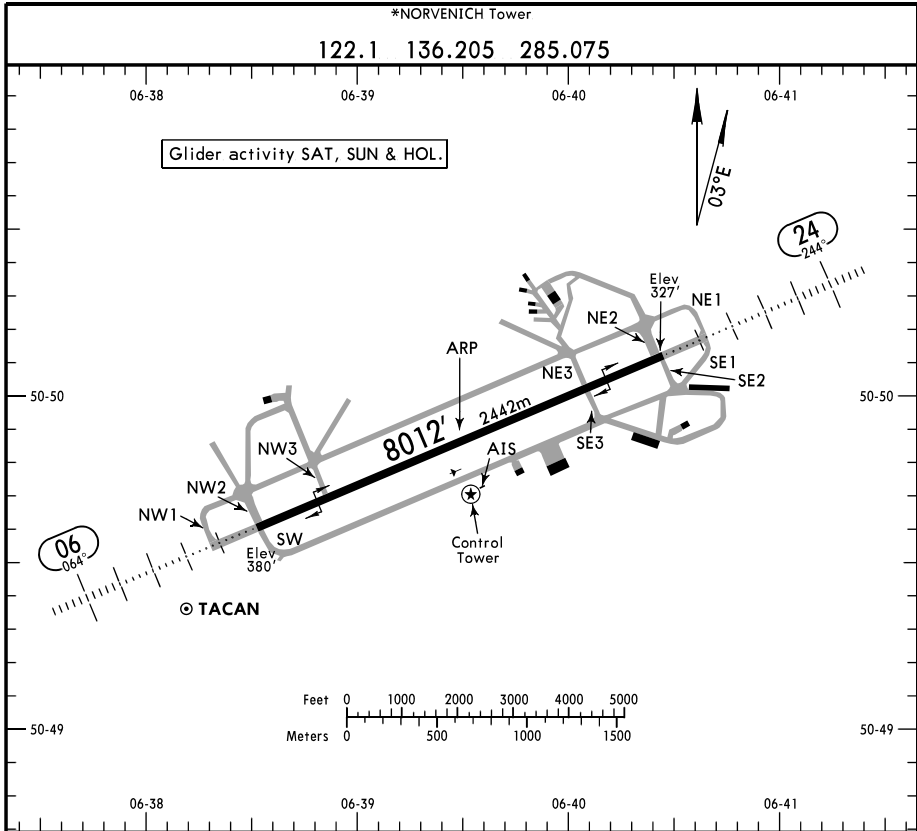 *NORVENICH Tower
122.1 136.205 285.075
06-38 06-39 06-40 06-41
Glider activity SAT, SUN & HOL.
03°E
24
244°
Elev
327'
NE1
NE2
ARP
NE3
SE1
SE2
50-50 50-50
2442m
8012'
SE3
AIS
NW3
NW2
NW1
SW
Elev
380'
Control
Tower
06
064°
TACAN
Feet 0 1000 2000 3000 4000 5000
Meters 0 500 1000 1500
50-49 50-49
06-38 06-39 06-40 06-41